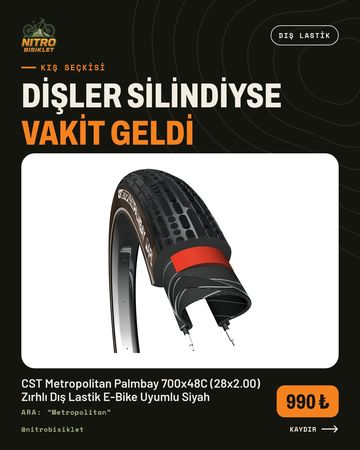 NITRO
BISIKLET
DIŞ LASTİK
KIŞ SEÇKİSİ
DİŞLER SİLİNDİYSE
VAKİT GELDİ
CST Metropolitan Palmbay 700x48C (28x2.00)
Zırhlı Dış Lastik E-Bike Uyumlu Siyah
ARA: "Metropolitan"
990 ₺
@nitrobisiklet
KAYDIR